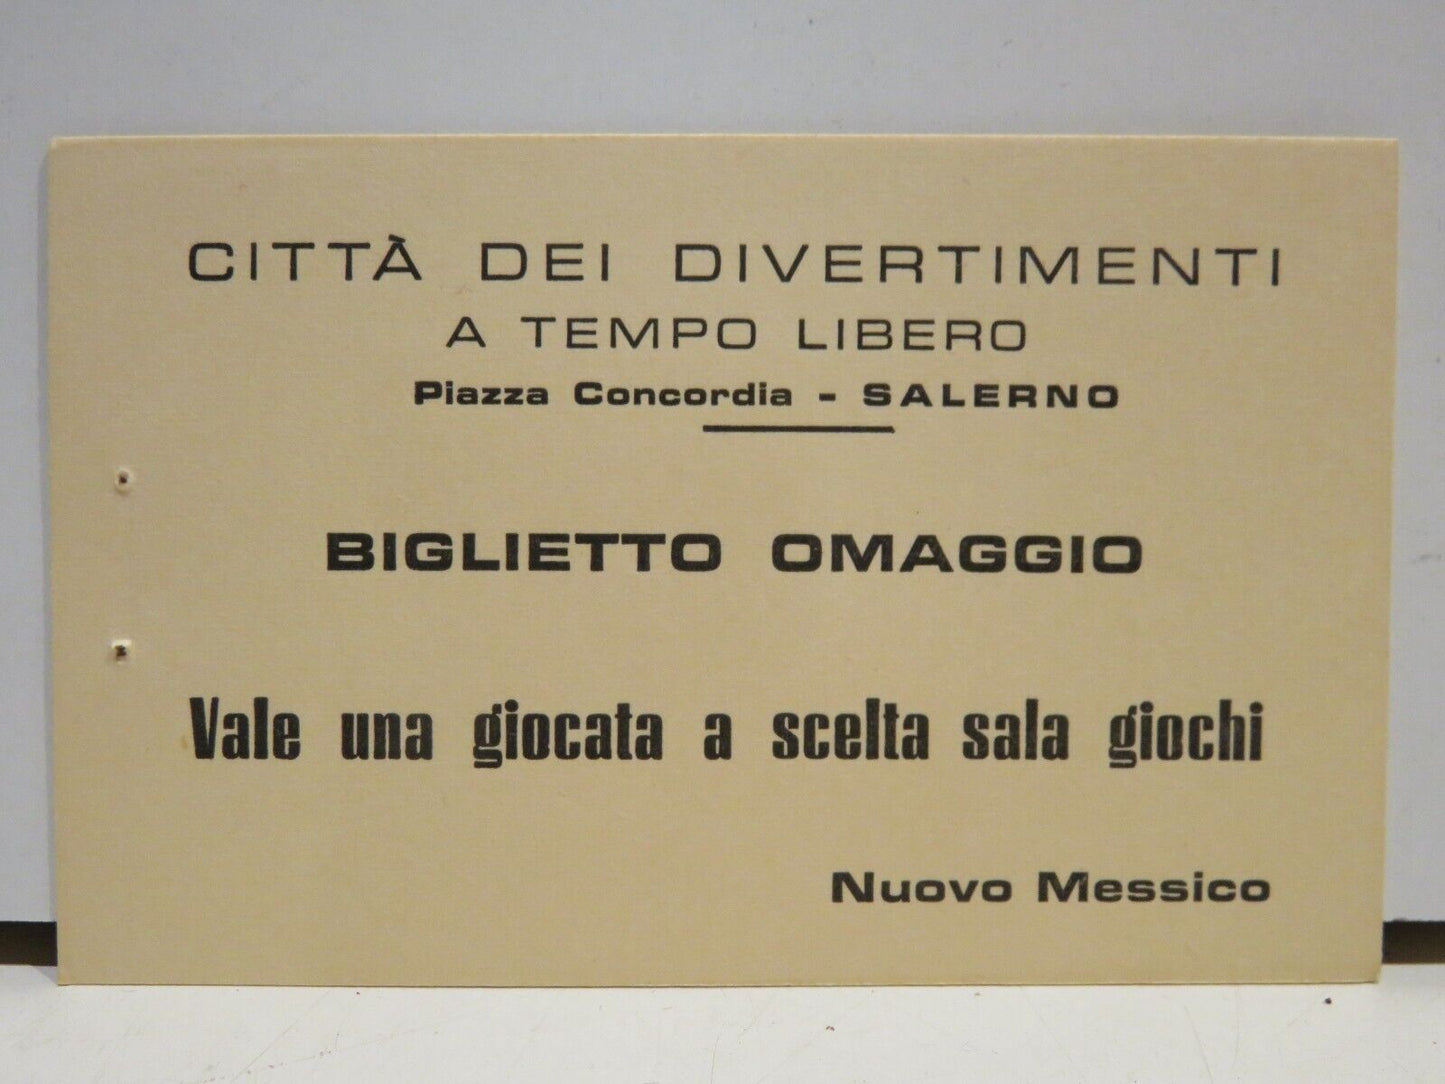 CITTÀ DEI DIVERTIMENTI
A TEMPO LIBERO
Piazza Concordia - SALERNO
BIGLIETTO OMAGGIO
Vale una giocata a scelta sala giochi
Nuovo Messico